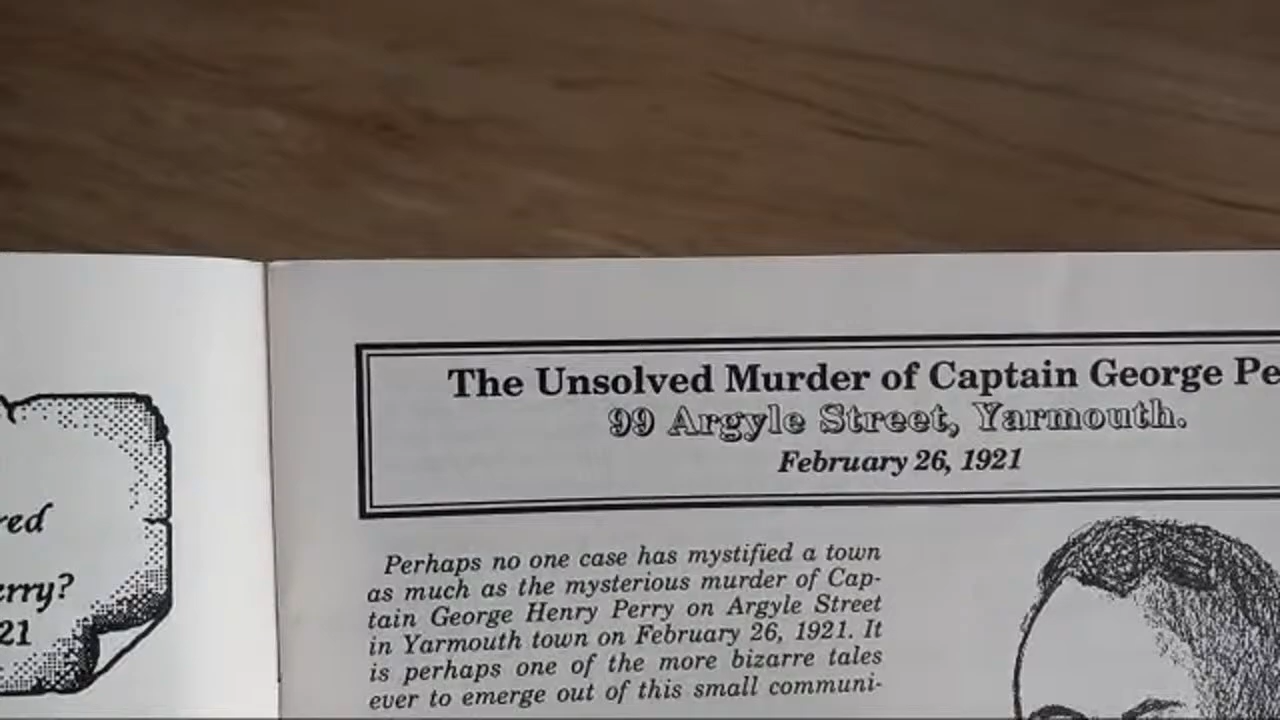 red
erry?
21
The Unsolved Murder of Captain George Pe
99 Argyle Street, Yarmouth.
February 26, 1921
Perhaps no one case has mystified a town
as much as the mysterious murder of Cap-
tain George Henry Perry on Argyle Street
in Yarmouth town on February 26, 1921. It
is perhaps one of the more bizarre tales
ever to emerge out of this small communi-